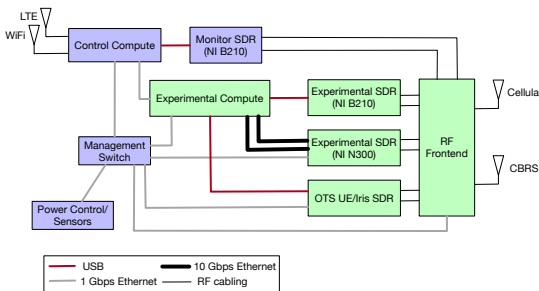 LTE
WiFi
Control Compute
Monitor SDR
(NI B210)
Experimental Compute
Experimental SDR
(NI B210)
Cellula
Management
Switch
Experimental SDR
(NI N300)
RF
Frontend
CBRS
Power Control/
Sensors
OTS UE/Iris SDR
USB
10 Gbps Ethernet
1 Gbps Ethernet
RF cabling